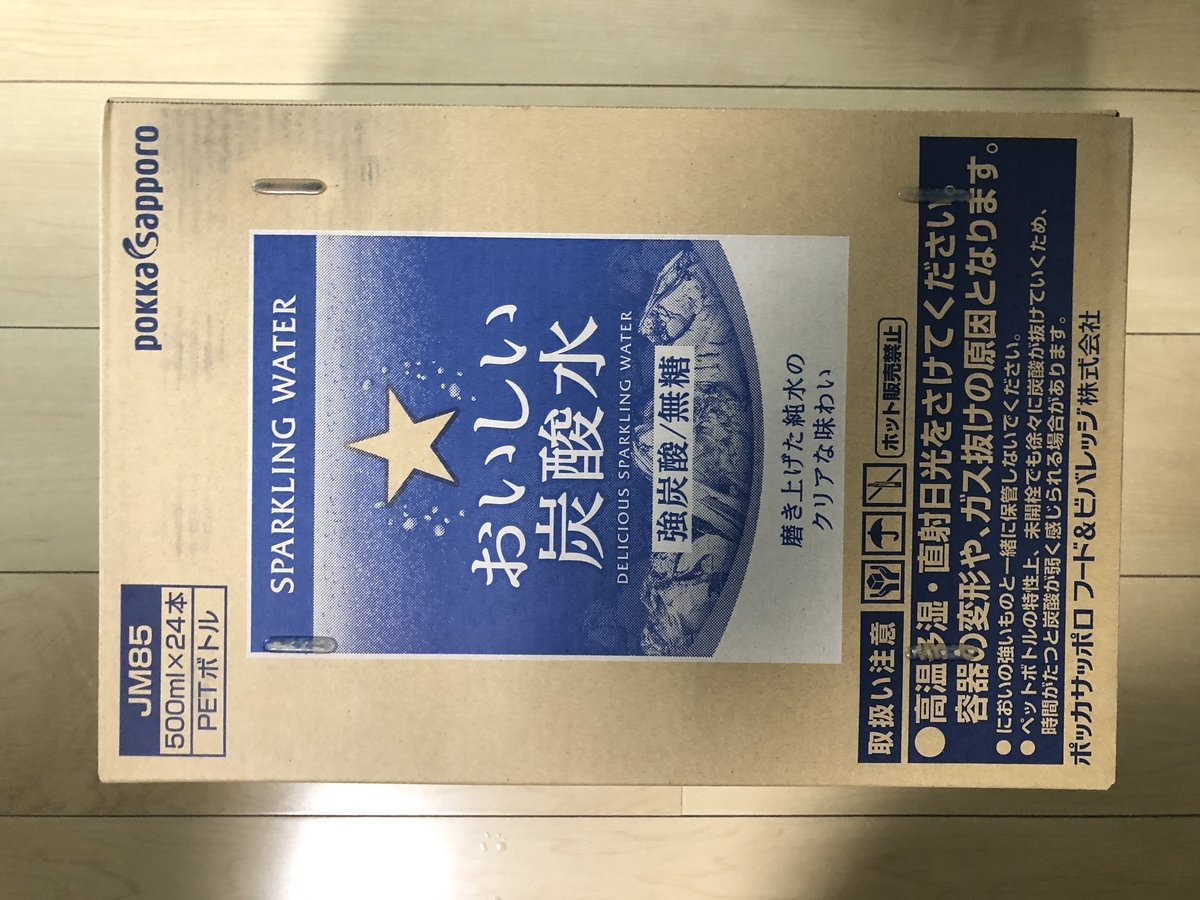 JM85
500ml×24本
PETボトル
POKKA sapporo
SPARKLING WATER
おいしい
炭酸水
DELICIOUS SPARKLING WATER
強炭酸/無糖
磨き上げた純水の
クリアな味わい
取扱い注意
ホット販売禁止
●高温多湿・直射日光をさけてください。
容器の変形や、ガス抜けの原因となります。
●においの強いものと一緒に保管しないでください。
●ペットボトルの特性上、未開栓でも徐々に炭酸が抜けていくため、
時間がたつと炭酸が弱く感じられる場合があります。
ポッカサッポロ フード&ビバレッジ株式会社